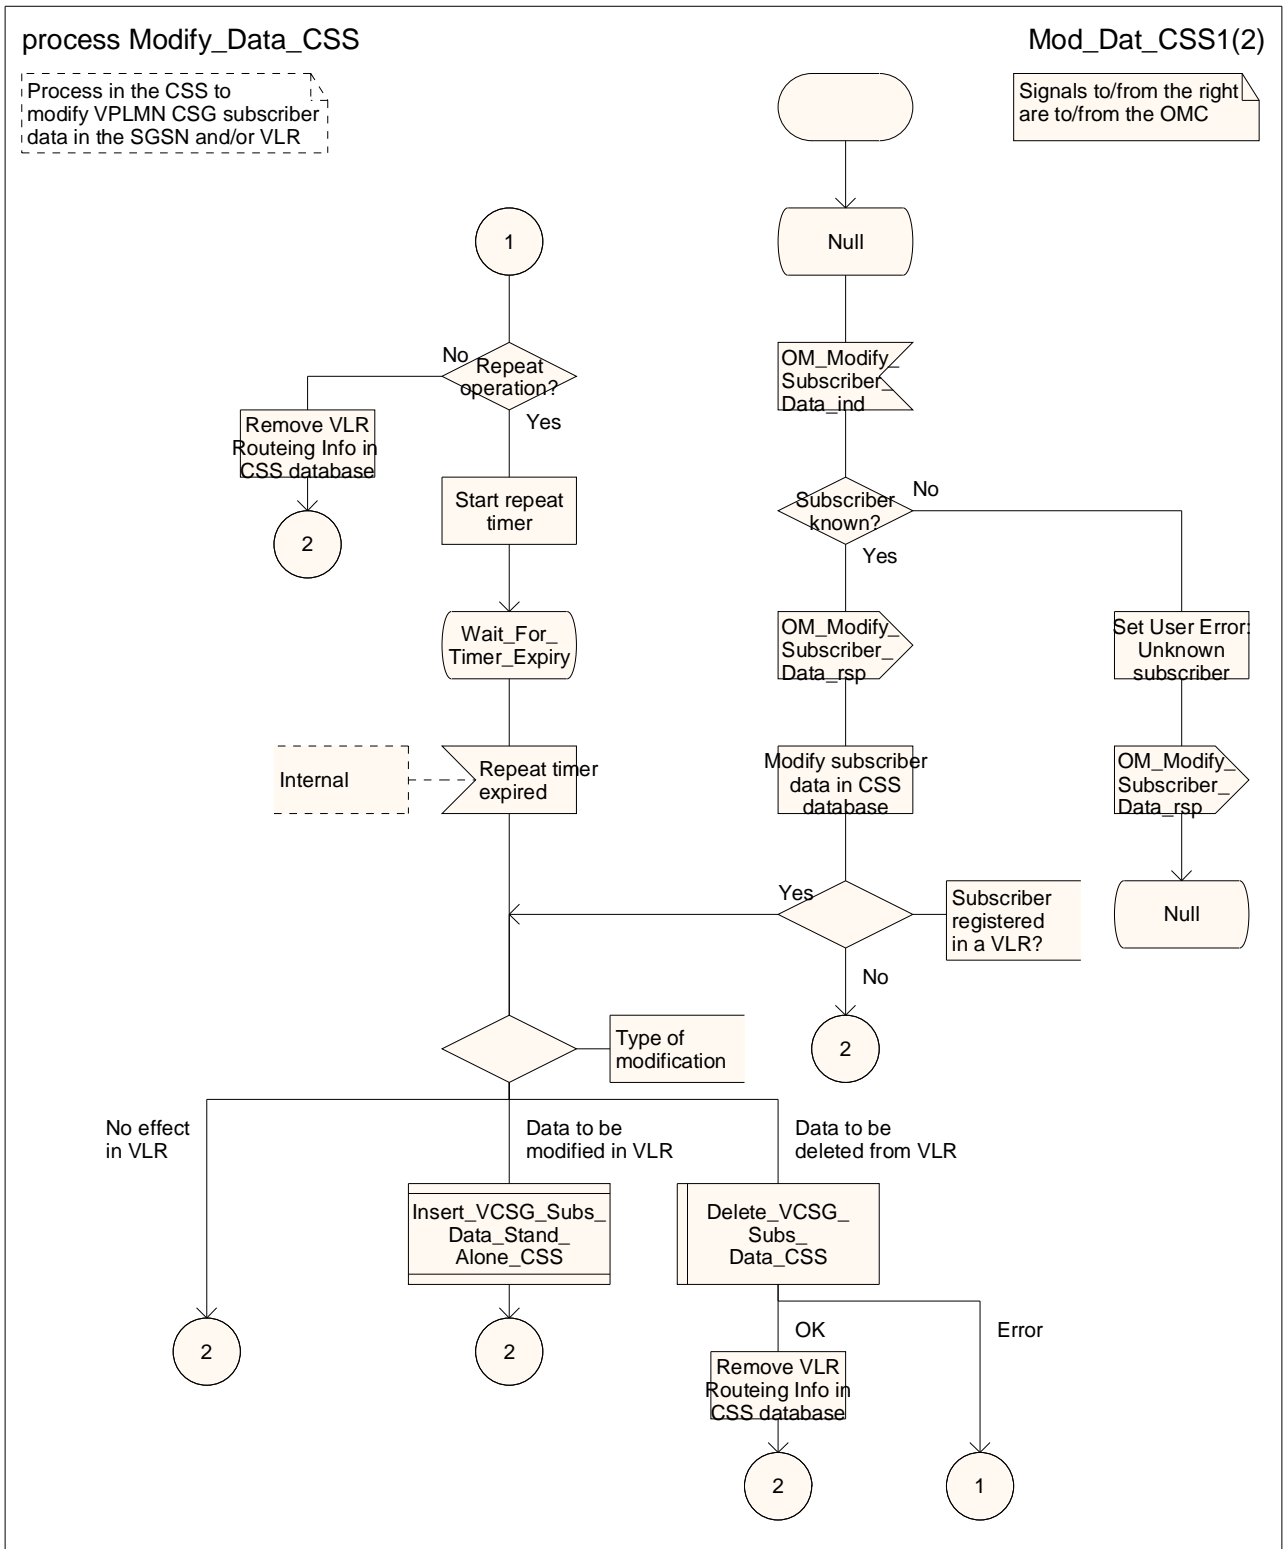 process Modify_Data_CSS
Mod_Dat_CSS1(2)
Process in the CSS to
modify VPLMN CSG subscriber
data in the SGSN and/or VLR
Signals to/from the right
are to/from the OMC
1
Null
No
Repeat
operation?
Yes
OM_Modify_
Subscriber_
Data_ind
Remove VLR
Routeing Info in
CSS database
2
Start repeat
timer
Subscriber
known?
No
Yes
Wait_For_
Timer_Expiry
OM_Modify_
Subscriber_
Data_rsp
Set User Error:
Unknown
subscriber
Internal
Repeat timer
expired
Modify subscriber
data in CSS
database
OM_Modify_
Subscriber_
Data_rsp
Yes
Subscriber
registered
in a VLR?
Null
No
2
Type of
modification
No effect
in VLR
Data to be
modified in VLR
Data to be
deleted from VLR
Insert_VCSG_Subs_
Data_Stand_
Alone_CSS
Delete_VCSG_
Subs_
Data_CSS
2
2
OK
Error
Remove VLR
Routeing Info in
CSS database
2
1